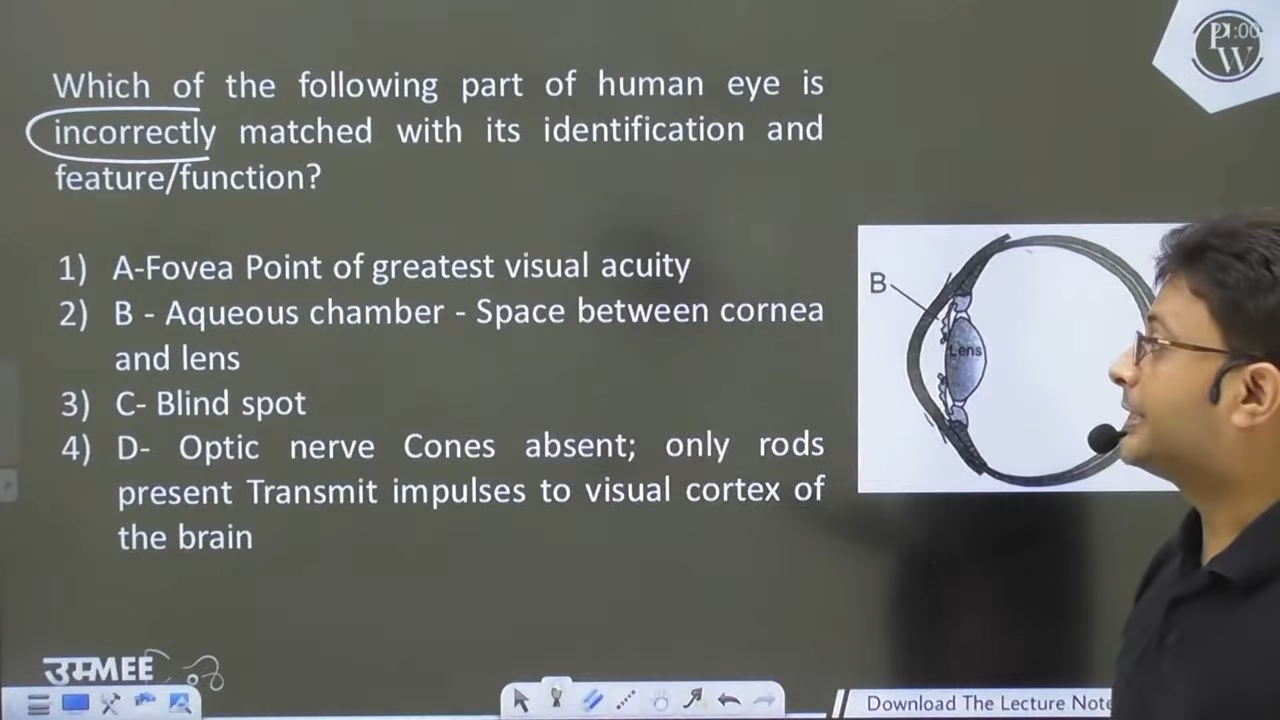 Which of the following part of human eye is
incorrectly matched with its identification and
feature/function?
1) A-Fovea Point of greatest visual acuity
2) B - Aqueous chamber - Space between cornea
and lens
3) C- Blind spot
4) D- Optic nerve Cones absent; only rods
present Transmit impulses to visual cortex of
the brain
B
Lens
PW
उम्मEE
Download The Lecture